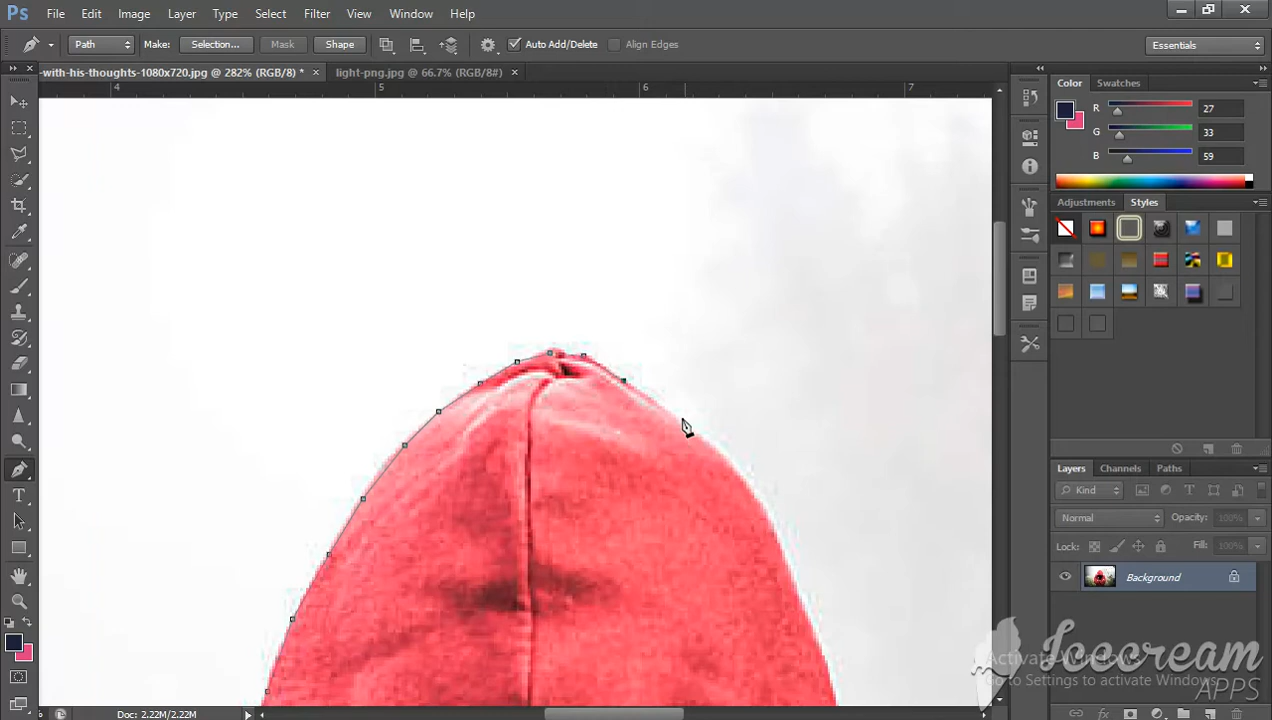 Ps File Edit Image Layer Type Select Filter View Window Help
Path Make: Selection... Mask Shape Auto Add/Delete Align Edges Essentials
-with-his-thoughts-1080x720.jpg @ 282% (RGB/8) * × light-png.jpg @ 66.7% (RGB/8#) ×
4 5 6 7
Color Swatches
R 27
G 33
B 59
Adjustments Styles
Layers Channels Paths
Kind
Normal Opacity: 100%
Lock: Fill: 100%
Background
Icecream
APPS
Activate Windows
Go to Settings to activate Windows.
Doc: 2.22M/2.22M